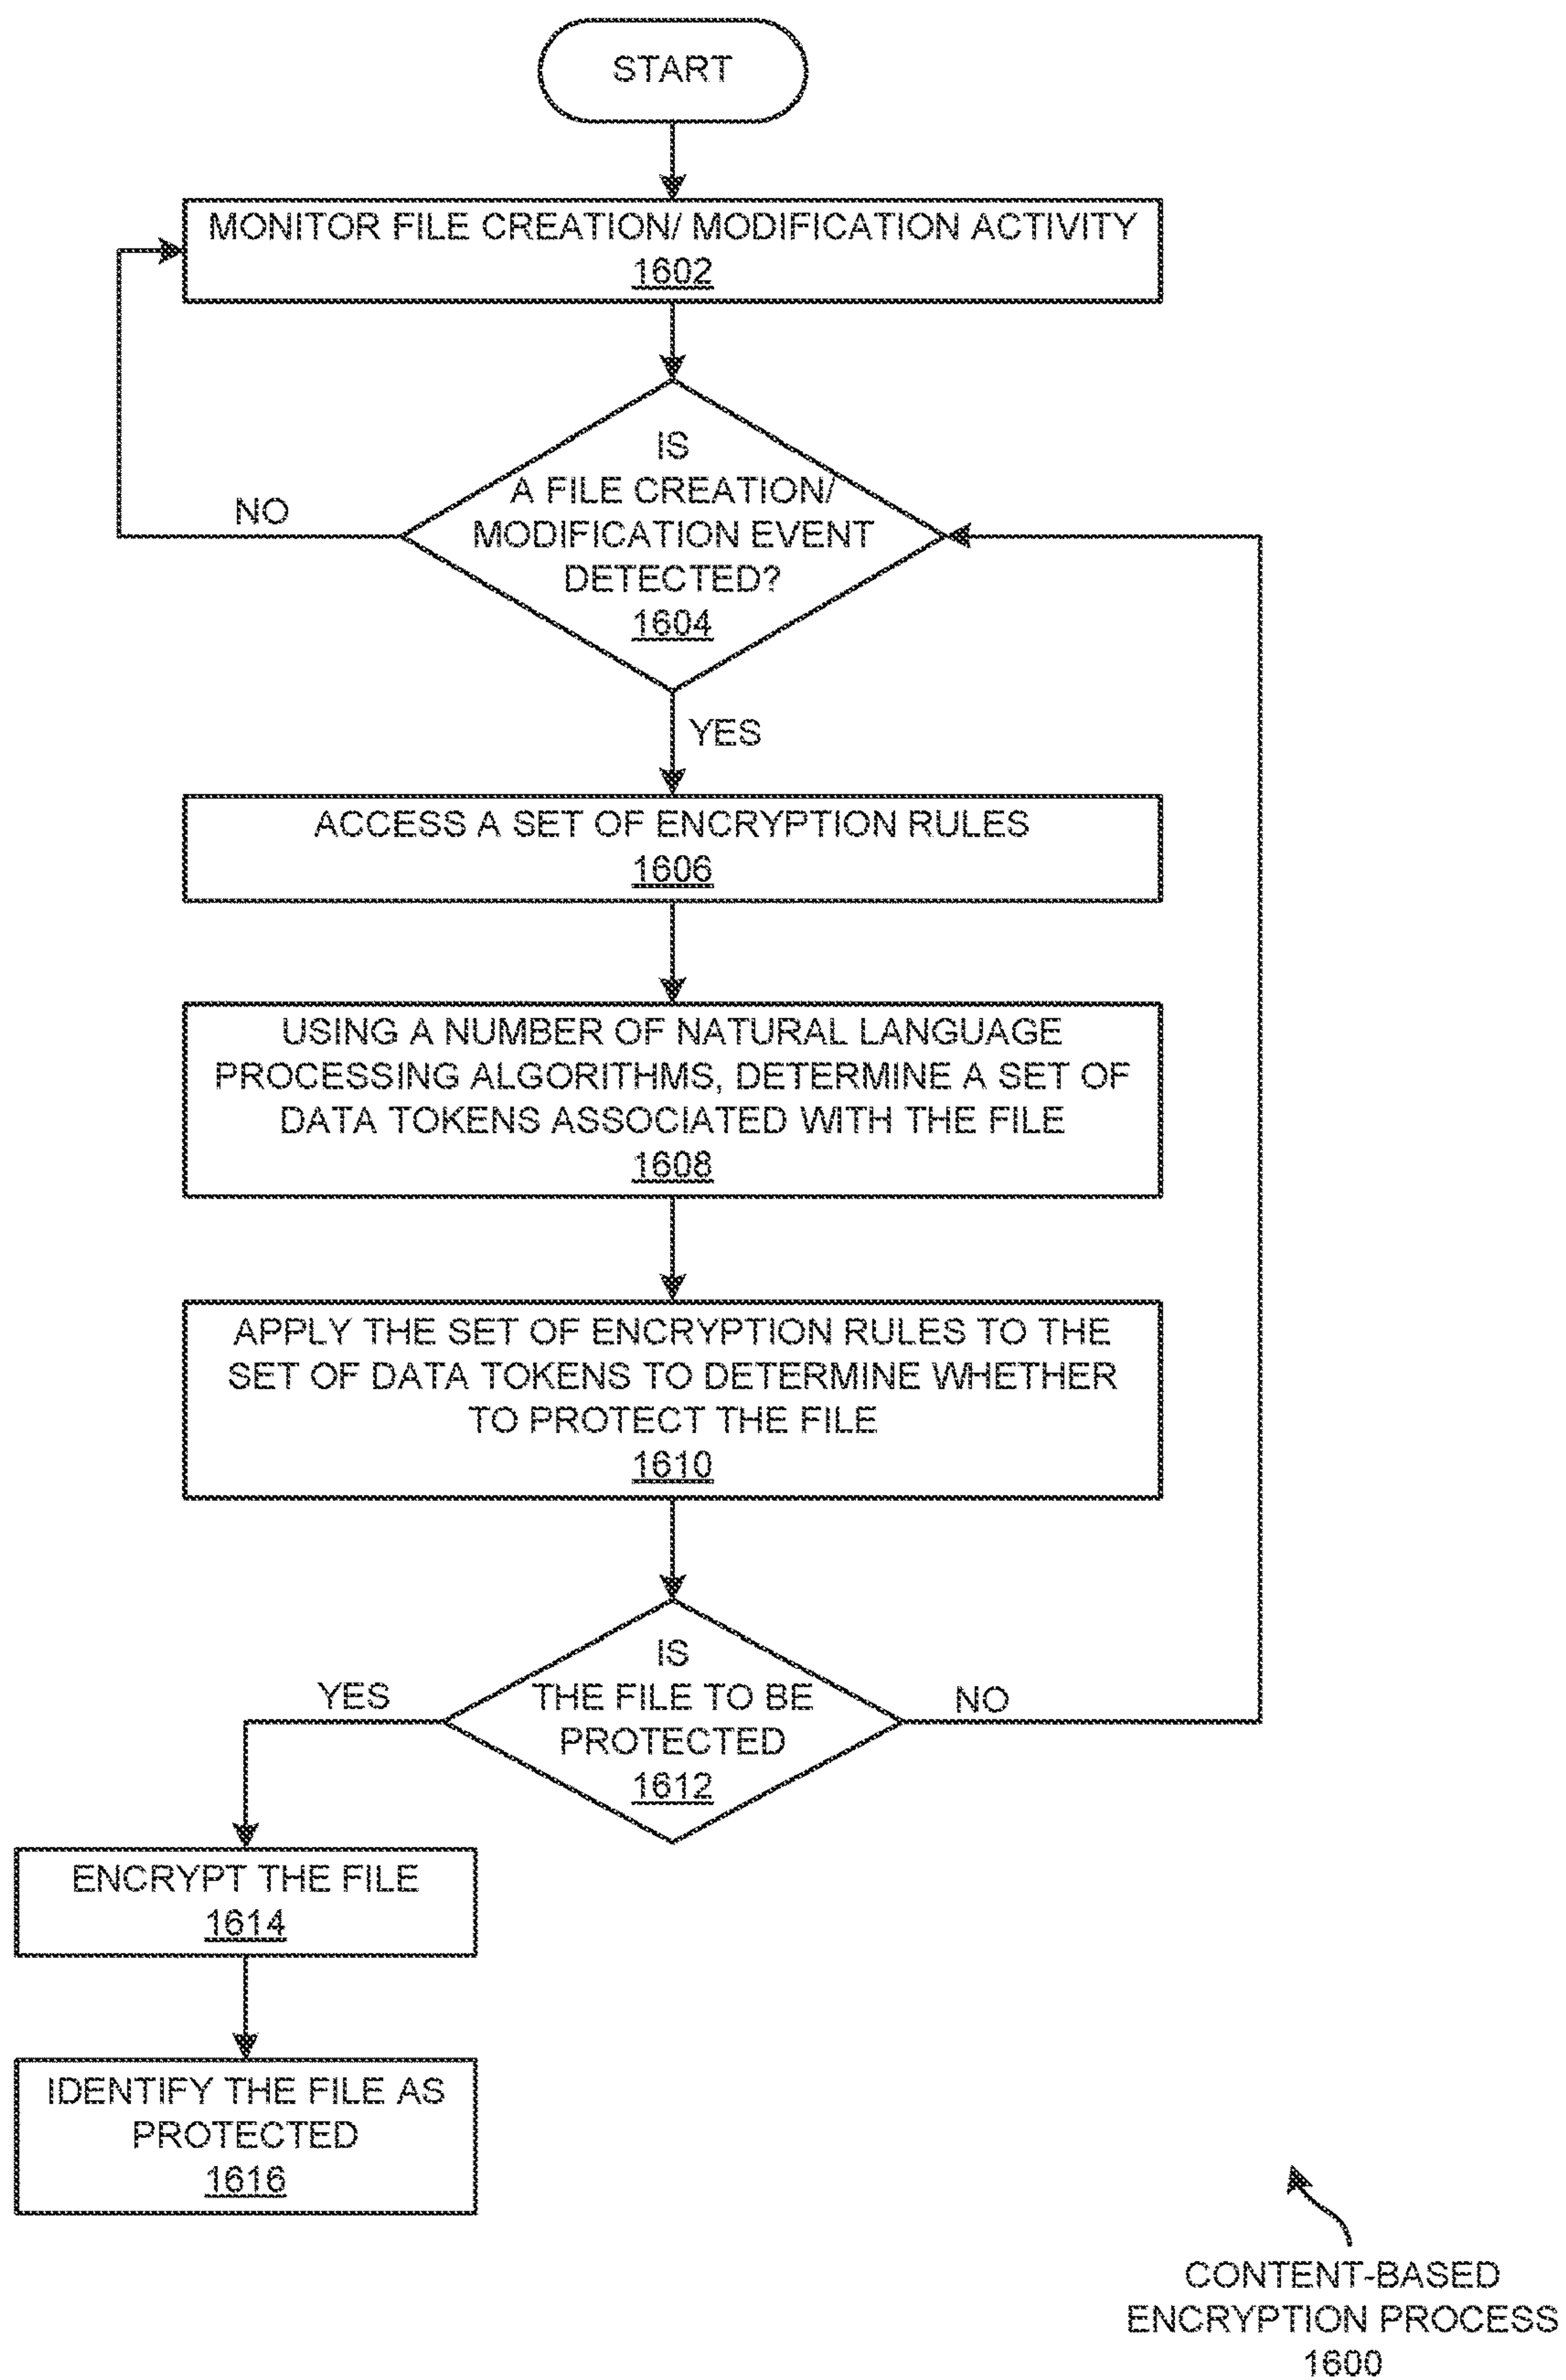 START
MONITOR FILE CREATION/ MODIFICATION ACTIVITY
1602
IS
A FILE CREATION/
MODIFICATION EVENT
DETECTED?
1604
NO
YES
ACCESS A SET OF ENCRYPTION RULES
1606
USING A NUMBER OF NATURAL LANGUAGE
PROCESSING ALGORITHMS, DETERMINE A SET OF
DATA TOKENS ASSOCIATED WITH THE FILE
1608
APPLY THE SET OF ENCRYPTION RULES TO THE
SET OF DATA TOKENS TO DETERMINE WHETHER
TO PROTECT THE FILE
1610
IS
THE FILE TO BE
PROTECTED
1612
YES
NO
ENCRYPT THE FILE
1614
IDENTIFY THE FILE AS
PROTECTED
1616
CONTENT-BASED
ENCRYPTION PROCESS
1600